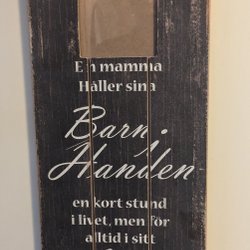 En mamma
Håller sina
Barn i
Handen
en kort stund
i livet, men för
alltid i sitt